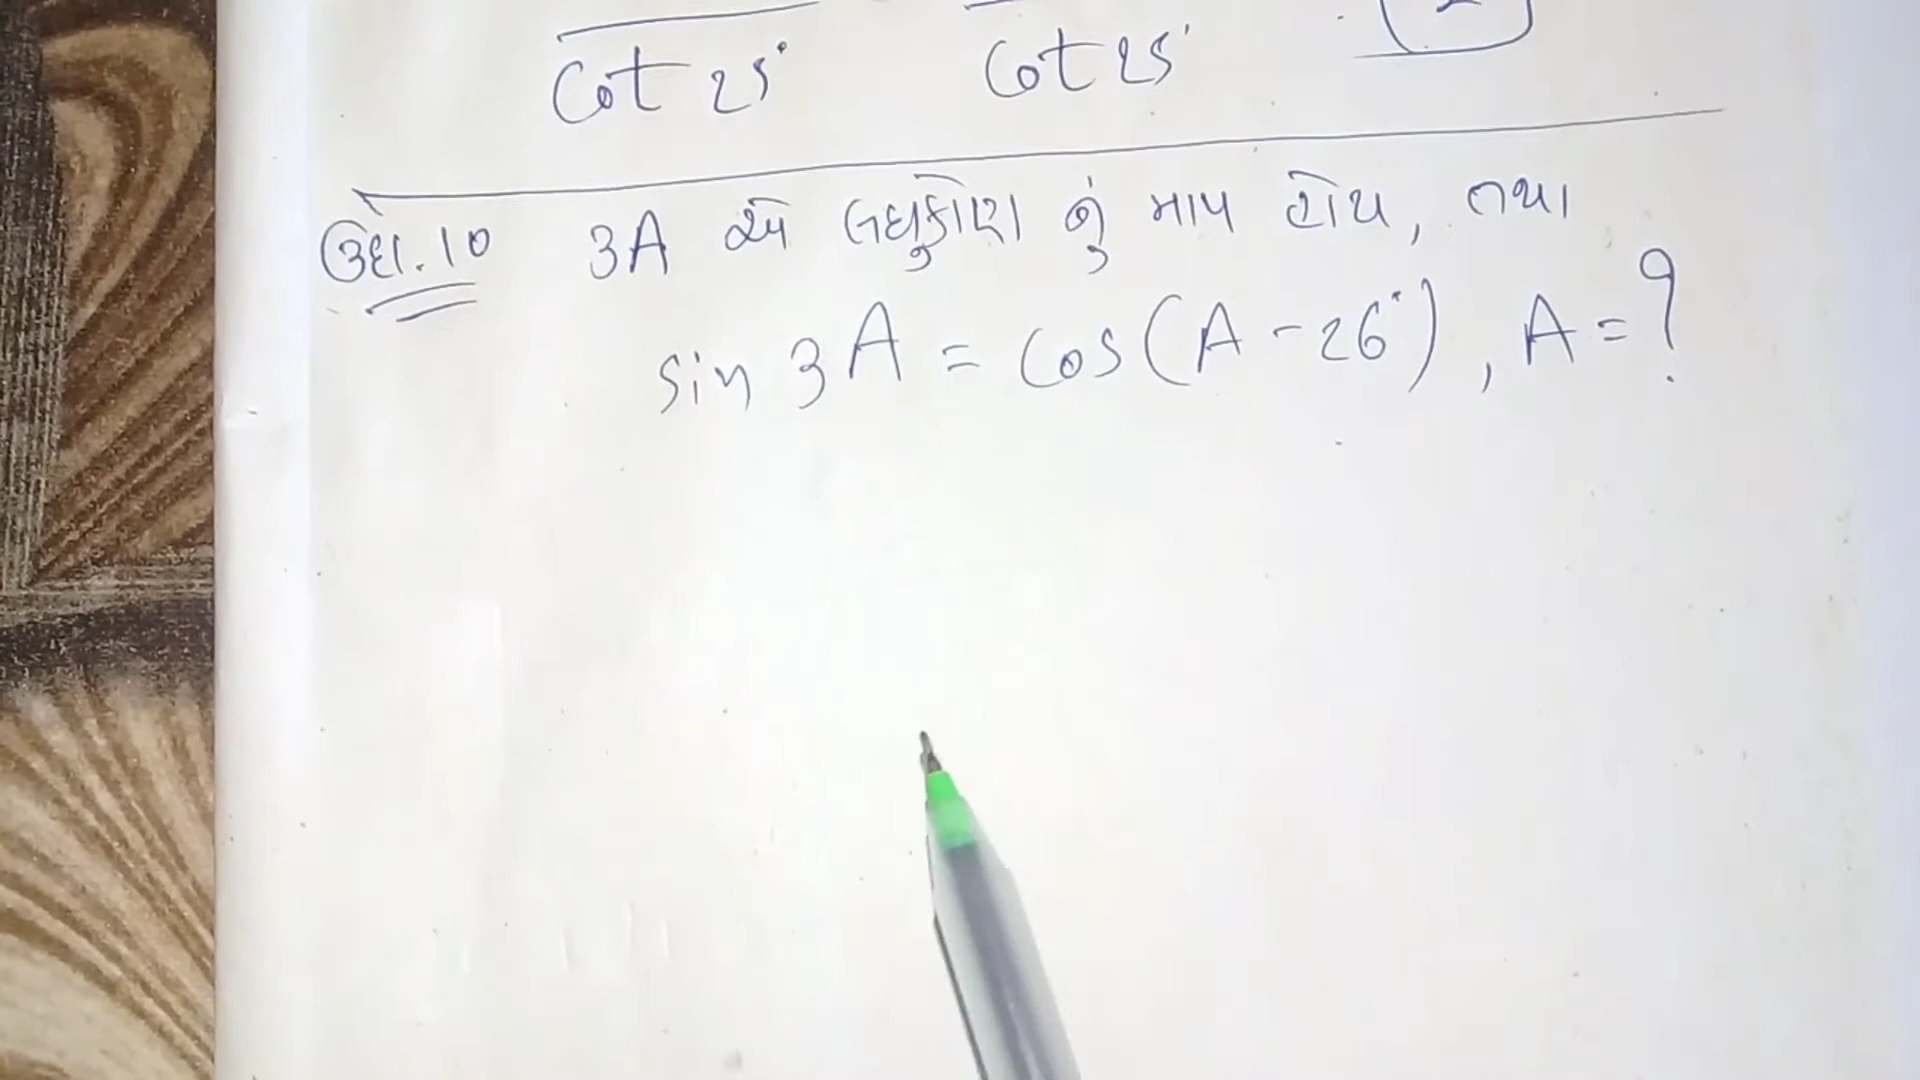 cot 25° cot 25°
ઉદા.10 3A એ લઘુકોણ નું માપ હોય, તથા
sin 3A = cos(A - 26°), A = ?